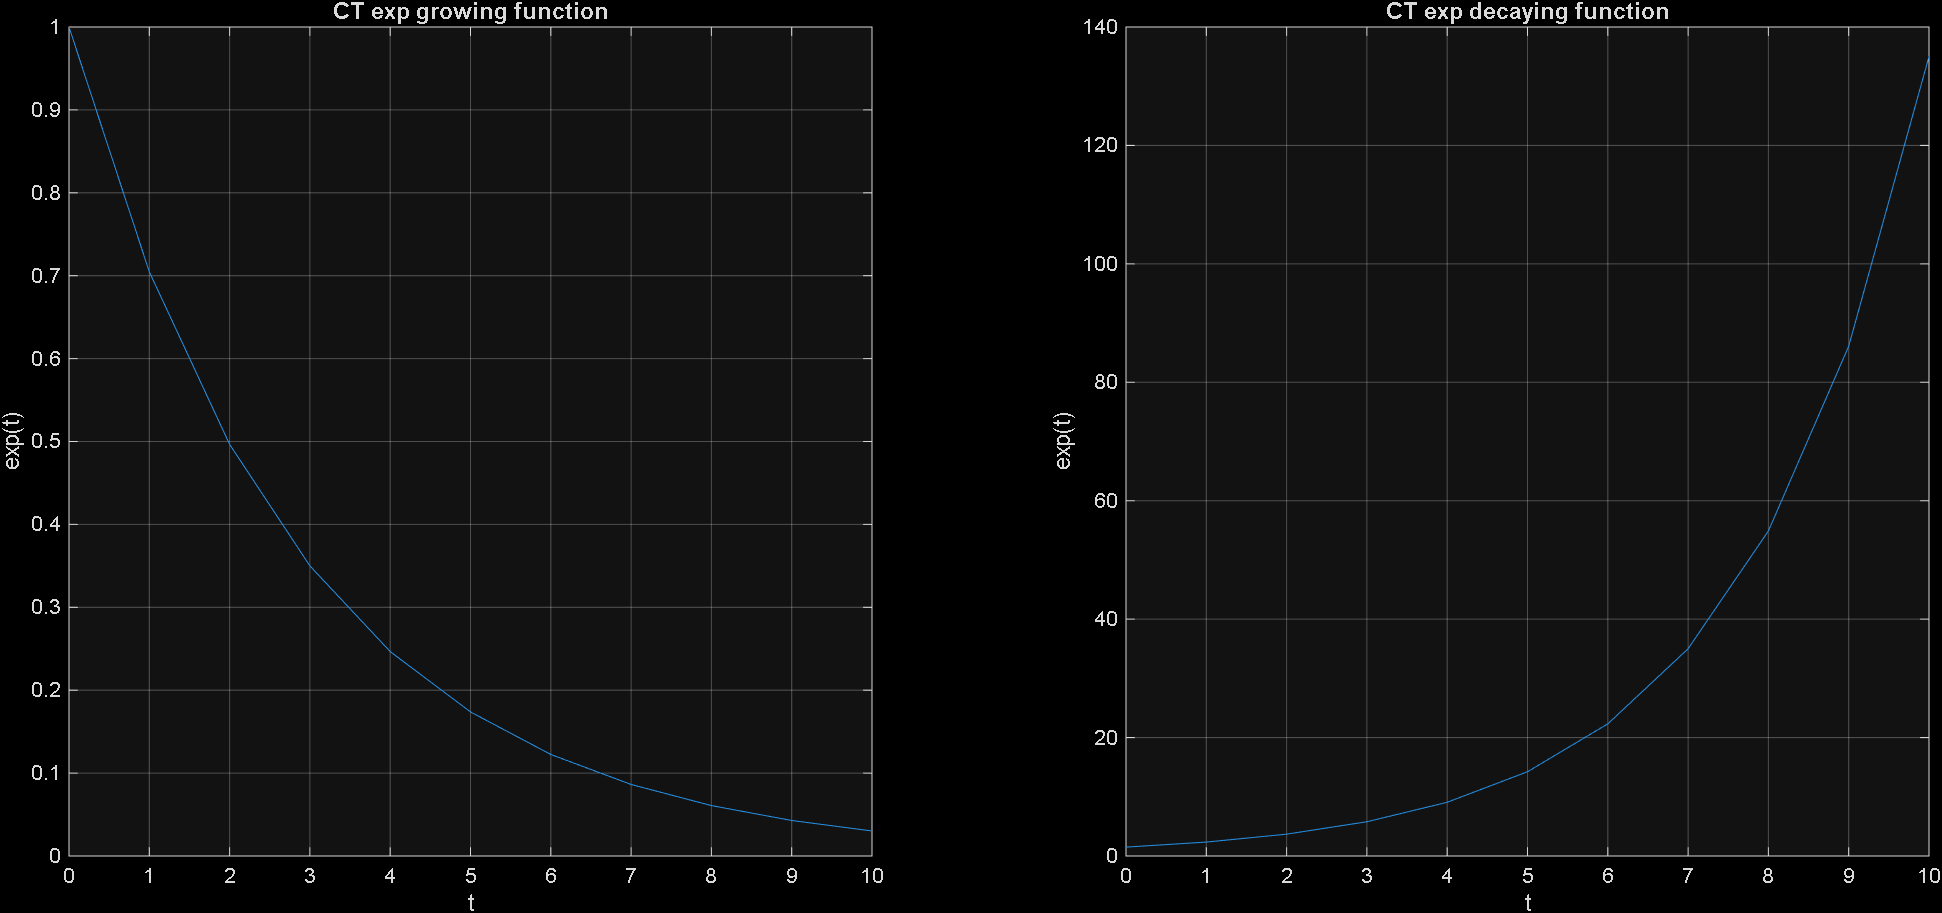 CT exp growing function
1
0.9
0.8
0.7
0.6
0.5
0.4
0.3
0.2
0.1
0
exp(t)
0 1 2 3 4 5 6 7 8 9 10
t
CT exp decaying function
140
120
100
80
60
40
20
0
exp(t)
0 1 2 3 4 5 6 7 8 9 10
t